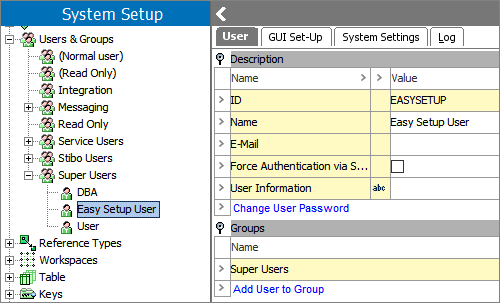 System Setup
Users & Groups
(Normal user)
(Read Only)
Integration
Messaging
Read Only
Service Users
Stibo Users
Super Users
DBA
Easy Setup User
User
Reference Types
Workspaces
Table
Keys
User GUI Set-Up System Settings Log
Description
Name > > Value
> ID EASYSETUP
> Name Easy Setup User
> E-Mail
> Force Authentication via S...
> User Information abc
> Change User Password
Groups
Name
> Super Users
> Add User to Group